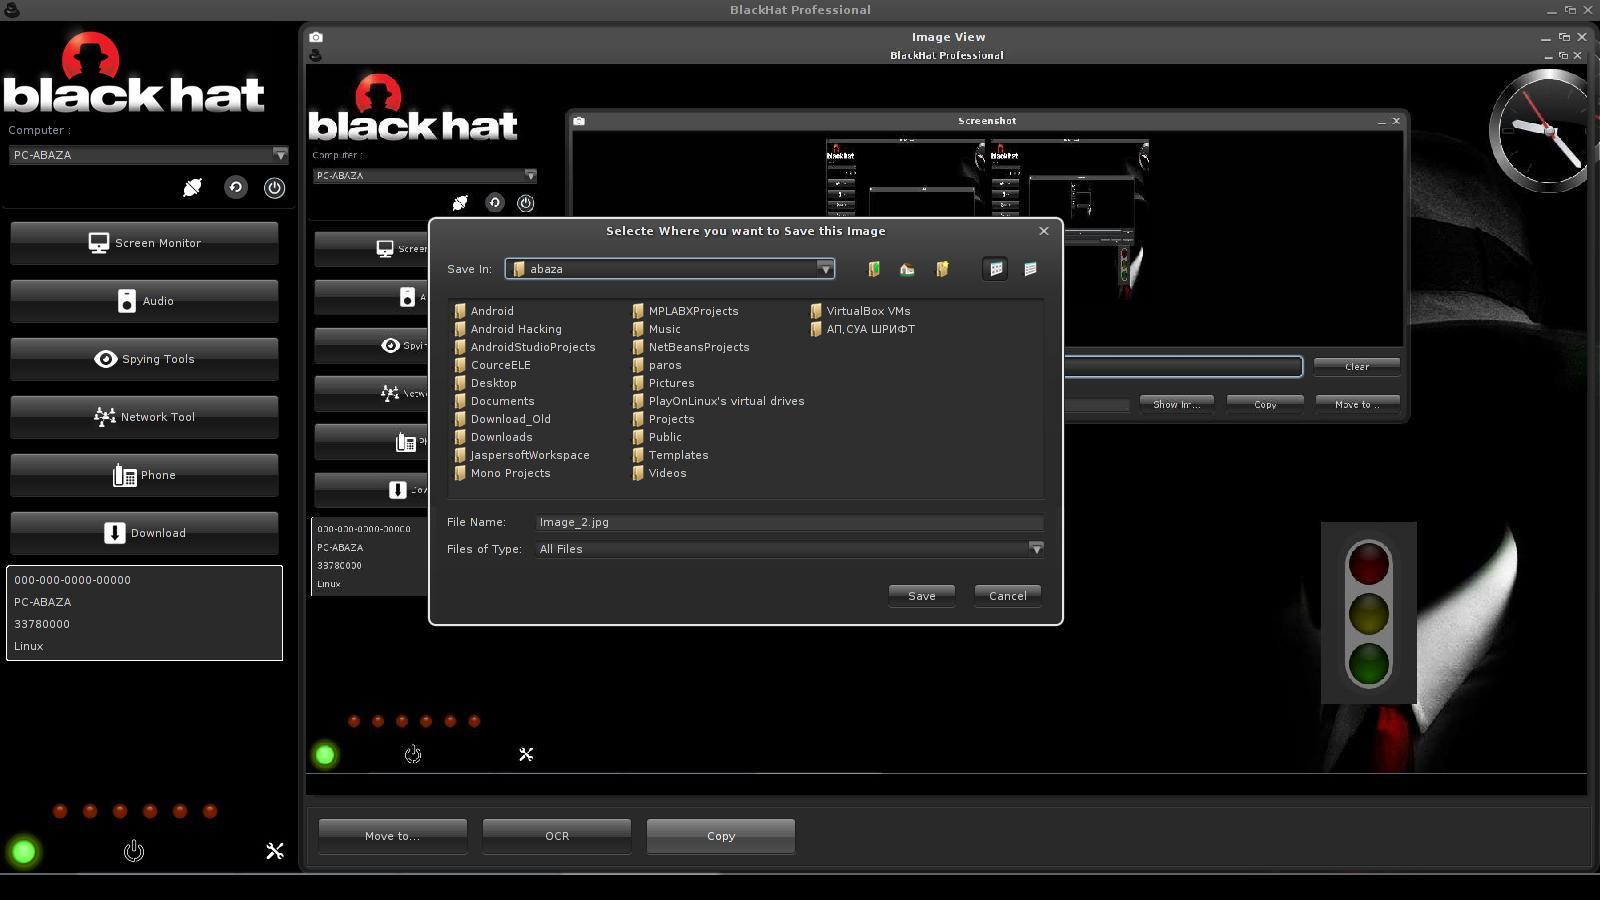 BlackHat Professional
black hat
Computer :
PC-ABAZA
Screen Monitor
Audio
Spying Tools
Network Tool
Phone
Download
000-000-0000-00000
PC-ABAZA
33780000
Linux
Image View
BlackHat Professional
black hat
Computer :
PC-ABAZA
000-000-0000-00000
PC-ABAZA
33780000
Linux
Screenshot
black hat
black hat
Clear
Copy
Move to ..
Selecte Where you want to Save this Image
Save In:
abaza
Android
Android Hacking
AndroidStudioProjects
CourceELE
Desktop
Documents
Download_Old
Downloads
JaspersoftWorkspace
Mono Projects
MPLABXProjects
Music
NetBeansProjects
paros
Pictures
PlayOnLinux's virtual drives
Projects
Public
Templates
Videos
VirtualBox VMs
АП,СУА ШРИФТ
File Name:
Image_2.jpg
Files of Type:
All Files
Save
Cancel
Move to...
OCR
Copy